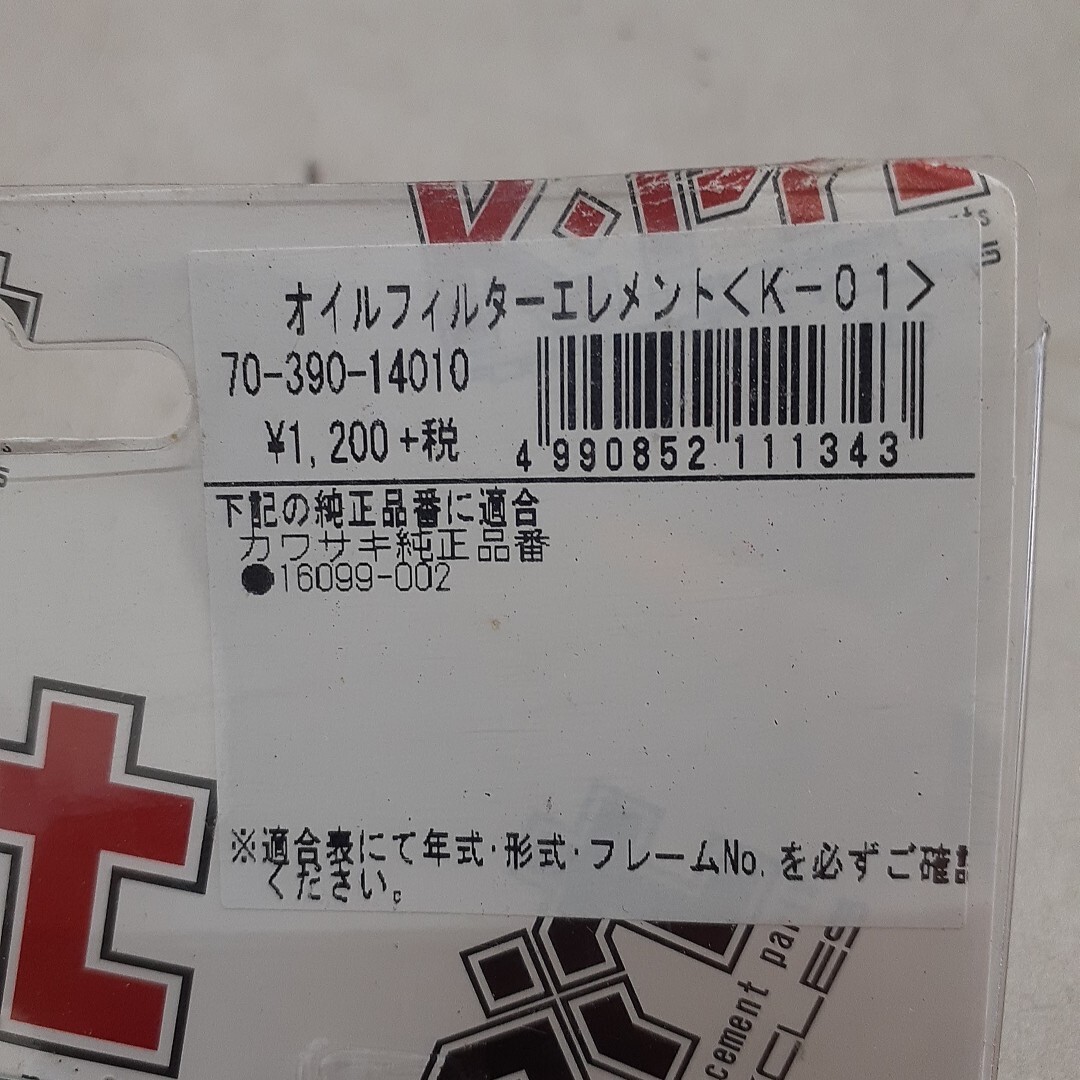 オイルフィルターエレメント<K-01>
70-390-14010
¥1,200+税
4 990852 111343
下記の純正品番に適合
カワサキ純正品番
●16099-002
※適合表にて年式・形式・フレームNo.を必ずご確認
ください。
cement